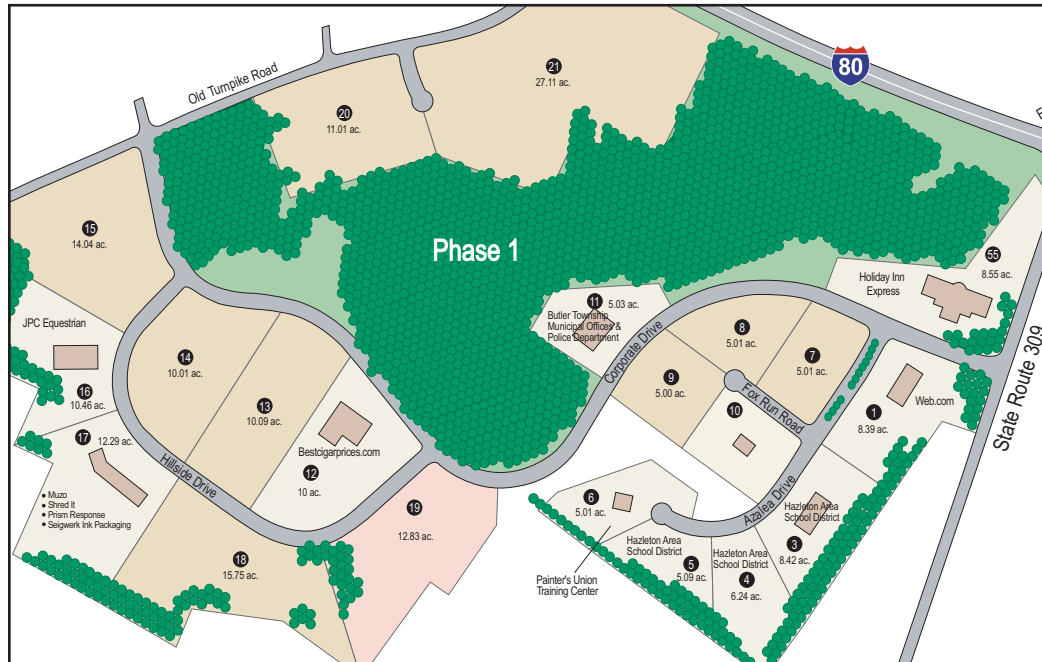 80
Old Turnpike Road
21
27.11 ac.
20
11.01 ac.
15
14.04 ac.
Phase 1
55
8.55 ac.
Holiday Inn
Express
State Route 309
11
5.03 ac.
Butler Township
Municipal Offices &
Police Department
Corporate Drive
8
5.01 ac.
7
5.01 ac.
9
5.00 ac.
Fox Run Road
10
1
8.39 ac.
Web.com
JPC Equestrian
14
10.01 ac.
16
10.46 ac.
13
10.09 ac.
Bestcigarprices.com
12
10 ac.
17
12.29 ac.
Muzo
Shred It
Prism Response
Seigwerk Ink Packaging
Hillside Drive
18
15.75 ac.
19
12.83 ac.
6
5.01 ac.
Painter's Union
Training Center
Azalea Drive
Hazleton Area
School District
5
5.09 ac.
Hazleton Area
School District
4
6.24 ac.
Hazleton Area
School District
3
8.42 ac.